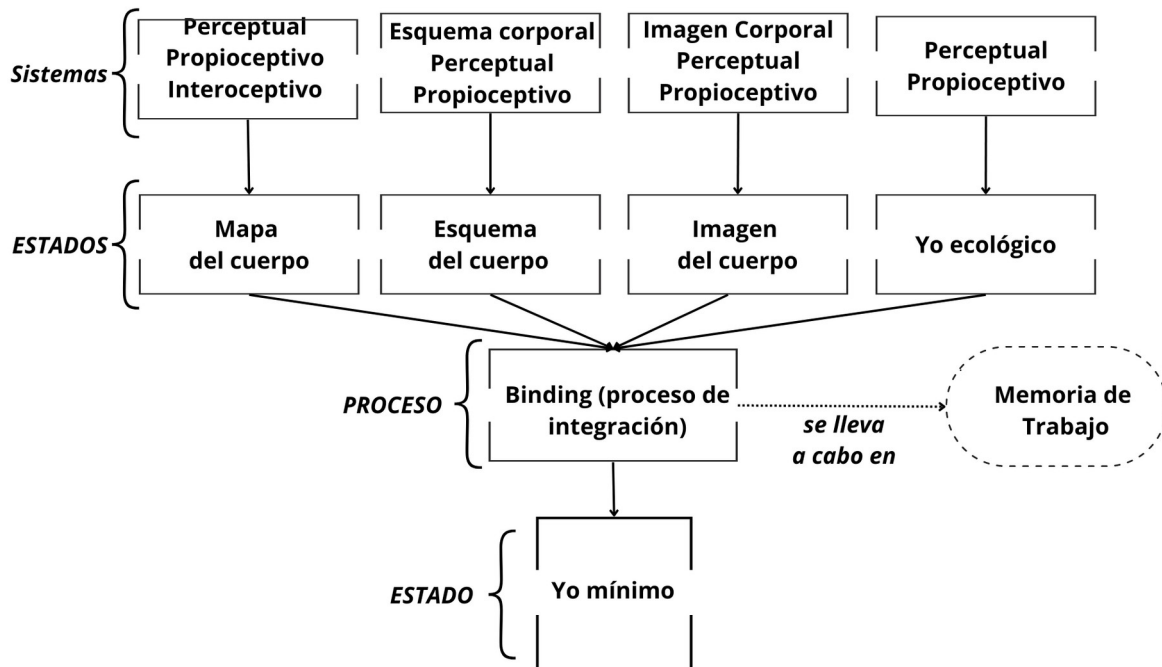 Sistemas
Perceptual
Propioceptivo
Interoceptivo
Esquema corporal
Perceptual
Propioceptivo
Imagen Corporal
Perceptual
Propioceptivo
Perceptual
Propioceptivo
ESTADOS
Mapa
del cuerpo
Esquema
del cuerpo
Imagen
del cuerpo
Yo ecológico
PROCESO
Binding (proceso de
integración)
se lleva
a cabo en
Memoria de
Trabajo
ESTADO
Yo mínimo